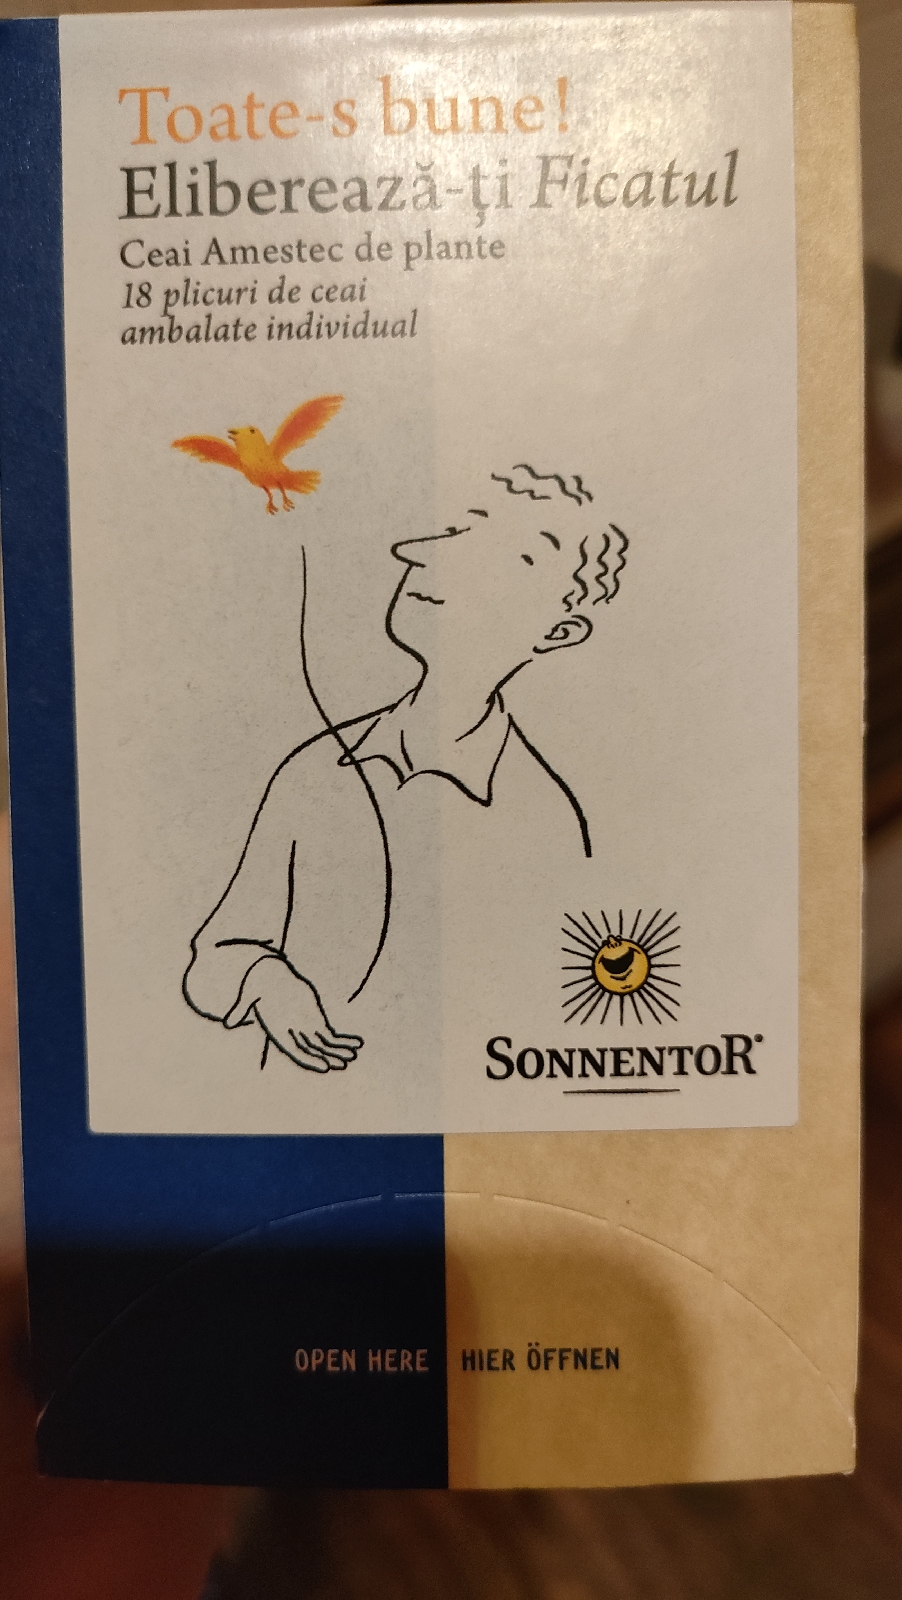 Toate-s bune!
Eliberează-ți Ficatul
Ceai Amestec de plante
18 plicuri de ceai
ambalate individual
SONNENTOR®
OPEN HERE HIER ÖFFNEN